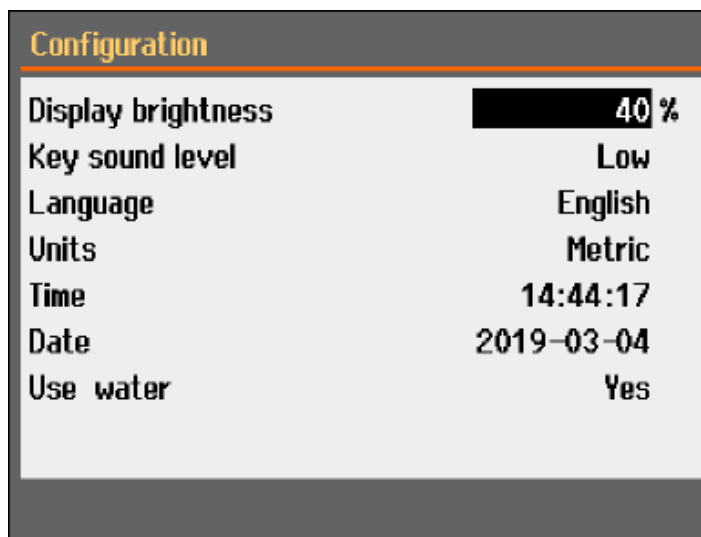 Configuration
Display brightness 40 %
Key sound level Low
Language English
Units Metric
Time 14:44:17
Date 2019-03-04
Use water Yes